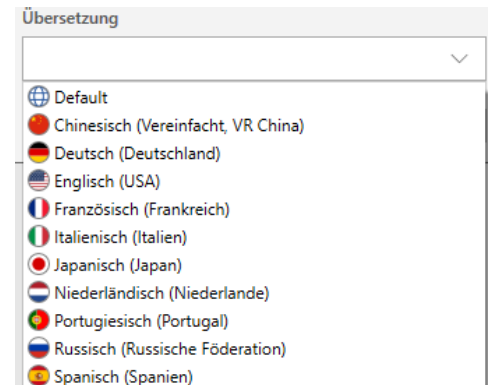 Übersetzung
Default
Chinesisch (Vereinfacht, VR China)
Deutsch (Deutschland)
Englisch (USA)
Französisch (Frankreich)
Italienisch (Italien)
Japanisch (Japan)
Niederländisch (Niederlande)
Portugiesisch (Portugal)
Russisch (Russische Föderation)
Spanisch (Spanien)